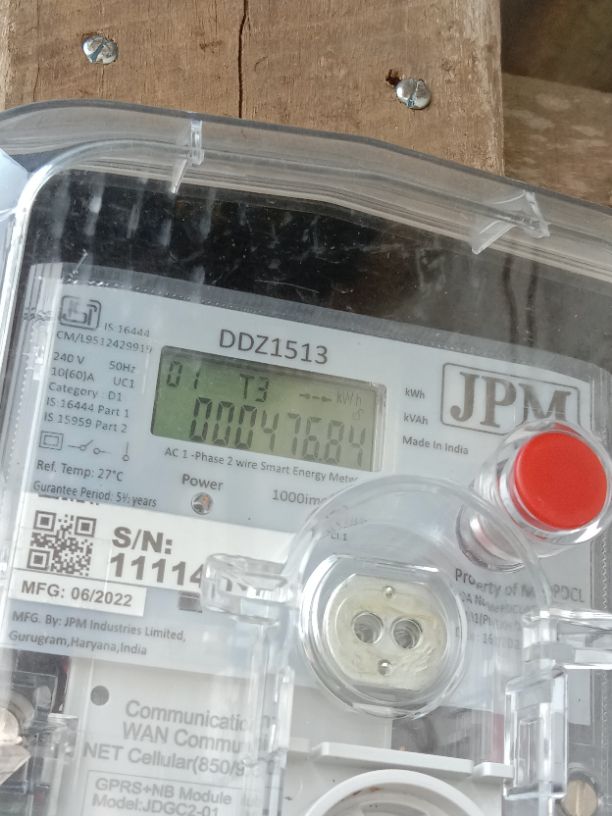 IS 16444
CM/L9512429919
DDZ1513
240 V 50Hz
10(60)A UC1
Category D1
IS:16444 Part 1
IS 15959 Part 2
01 T3 kWh
00047684
kWh
kVAh
JPM
Made in India
AC 1-Phase 2 wire Smart Energy Meter
Ref. Temp: 27°C
Gurantee Period: 5½ years
Power
S/N:
MFG: 06/2022
Property of
MFG. By: JPM Industries Limited,
Gurugram,Haryana,India
WAN
NET Cellular(850/9
GPRS+NB Module
Model:JDGC2-01